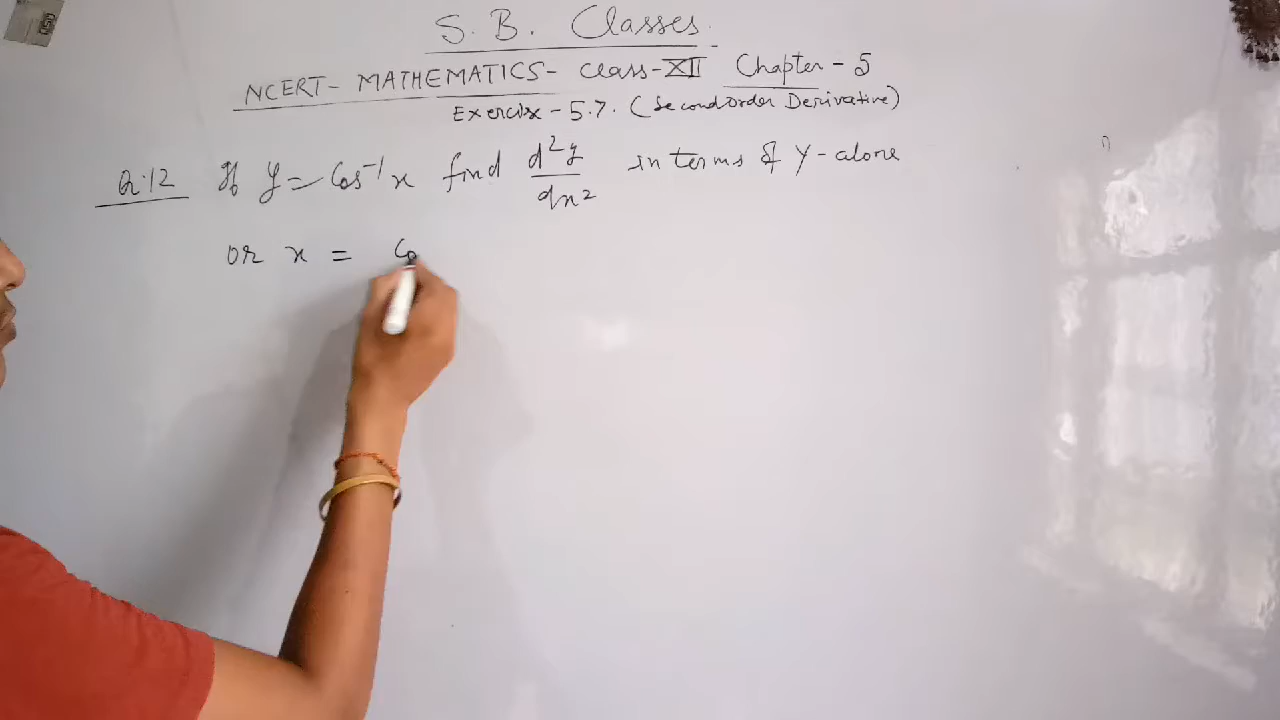 S. B. Classes.
NCERT- MATHEMATICS- Class-XII Chapter - 5
Exercise - 5.7. (Second Order Derivative)
Q.12 If y = Cos⁻¹x find d²y/dx² in terms of y-alone
or x = Co